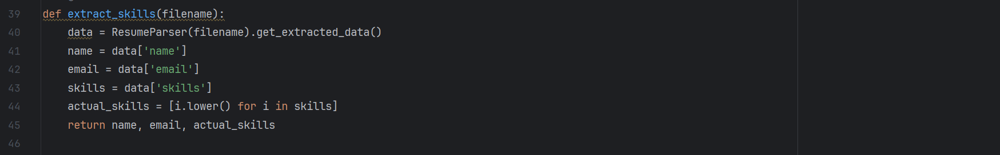 39 def extract_skills(filename):
40     data = ResumeParser(filename).get_extracted_data()
41     name = data['name']
42     email = data['email']
43     skills = data['skills']
44     actual_skills = [i.lower() for i in skills]
45     return name, email, actual_skills
46